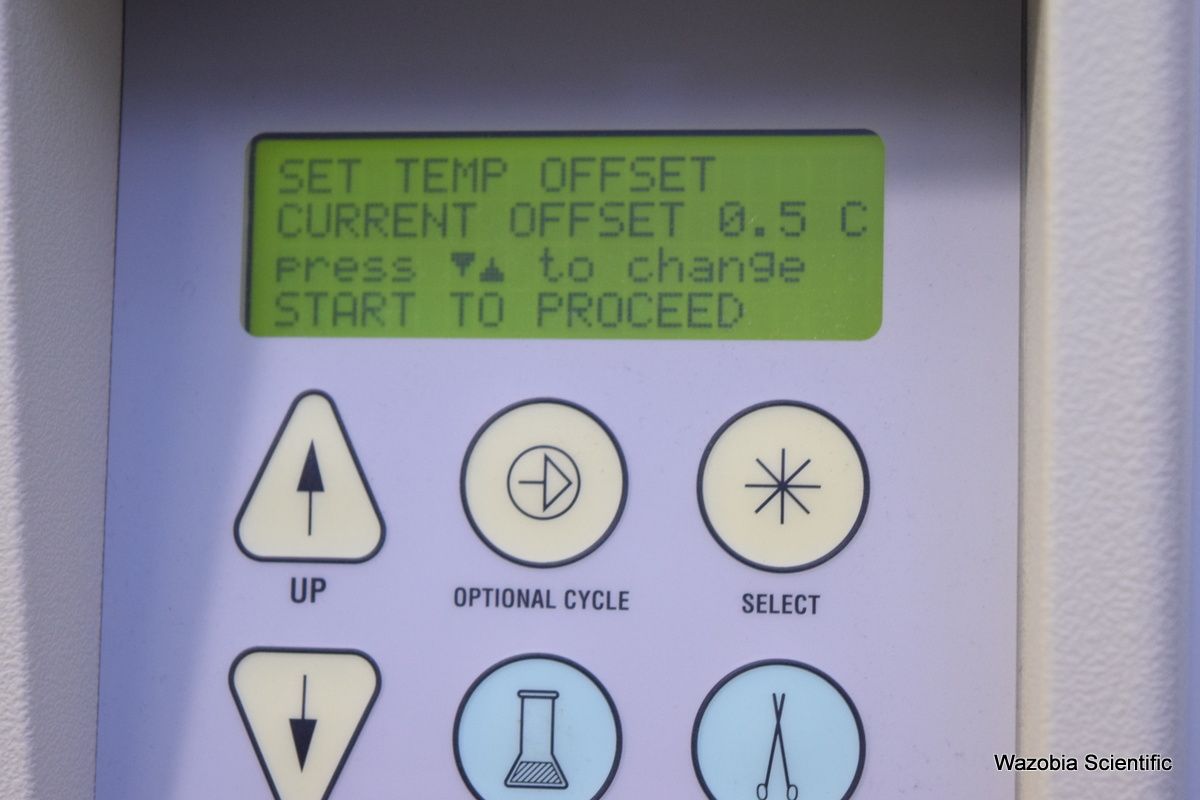 SET TEMP OFFSET
CURRENT OFFSET 0.5 C
press ▼▲ to change
START TO PROCEED
UP
OPTIONAL CYCLE
SELECT
Wazobia Scientific